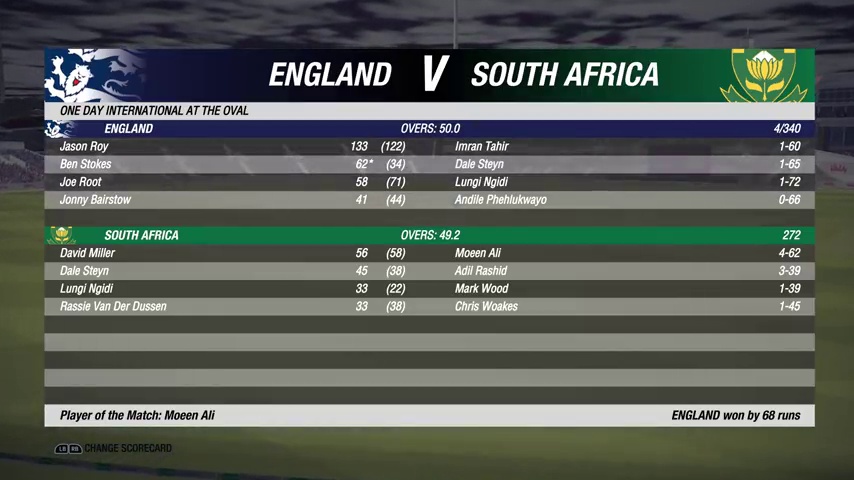 ENGLAND V SOUTH AFRICA
ONE DAY INTERNATIONAL AT THE OVAL
ENGLAND OVERS: 50.0 4/340
Jason Roy 133 (122) Imran Tahir 1-60
Ben Stokes 62* (34) Dale Steyn 1-65
Joe Root 58 (71) Lungi Ngidi 1-72
Jonny Bairstow 41 (44) Andile Phehlukwayo 0-66
SOUTH AFRICA OVERS: 49.2 272
David Miller 56 (58) Moeen Ali 4-62
Dale Steyn 45 (38) Adil Rashid 3-39
Lungi Ngidi 33 (22) Mark Wood 1-39
Rassie Van Der Dussen 33 (38) Chris Woakes 1-45
Player of the Match: Moeen Ali ENGLAND won by 68 runs
LB RB CHANGE SCORECARD